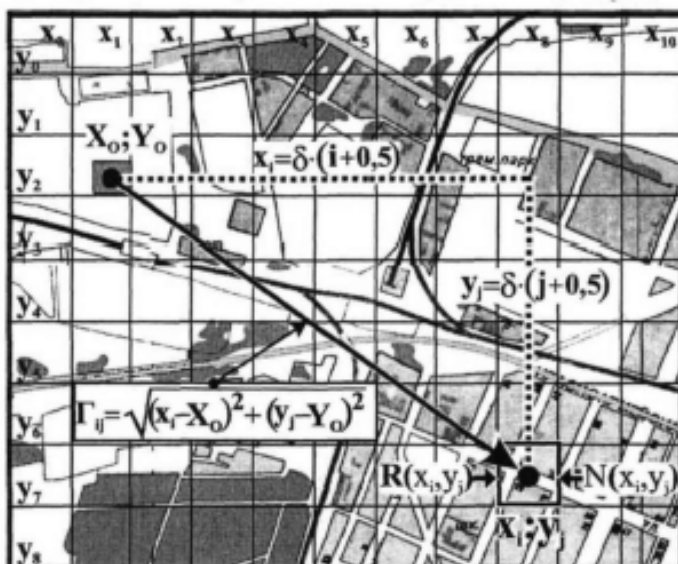 x₀ x₁ x₂ x₃ x₄ x₅ x₆ x₇ x₈ x₉ x₁₀
y₀
y₁
X₀;Y₀
xᵢ=δ·(i+0,5)
трам.парк
y₂
y₃
yⱼ=δ·(j+0,5)
y₄
y₅
Γᵢⱼ=√(xᵢ–X₀)²+(yⱼ–Y₀)²
y₆
R(xᵢ,yⱼ)
N(xᵢ,yⱼ)
y₇
xᵢ ; yⱼ
y₈